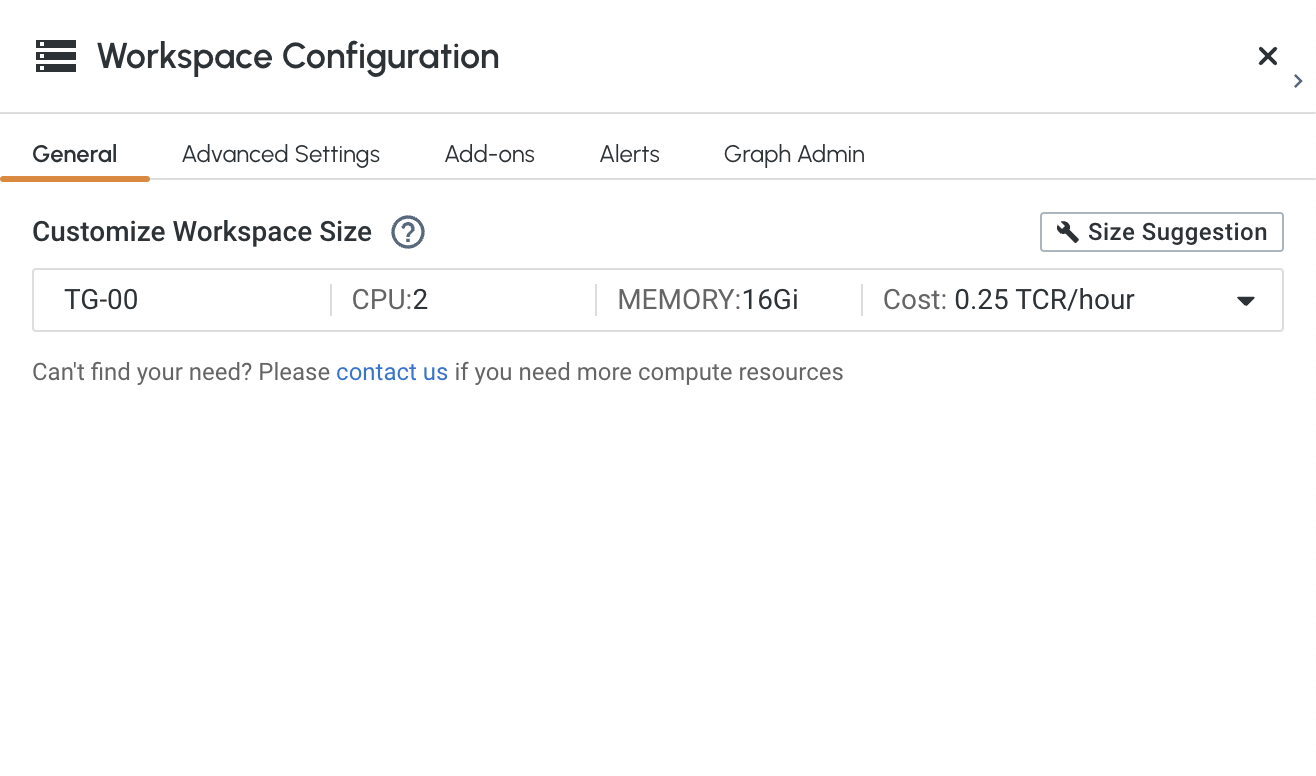 Workspace Configuration
General Advanced Settings Add-ons Alerts Graph Admin
Customize Workspace Size ? Size Suggestion
TG-00 CPU:2 MEMORY:16Gi Cost: 0.25 TCR/hour
Can't find your need? Please contact us if you need more compute resources